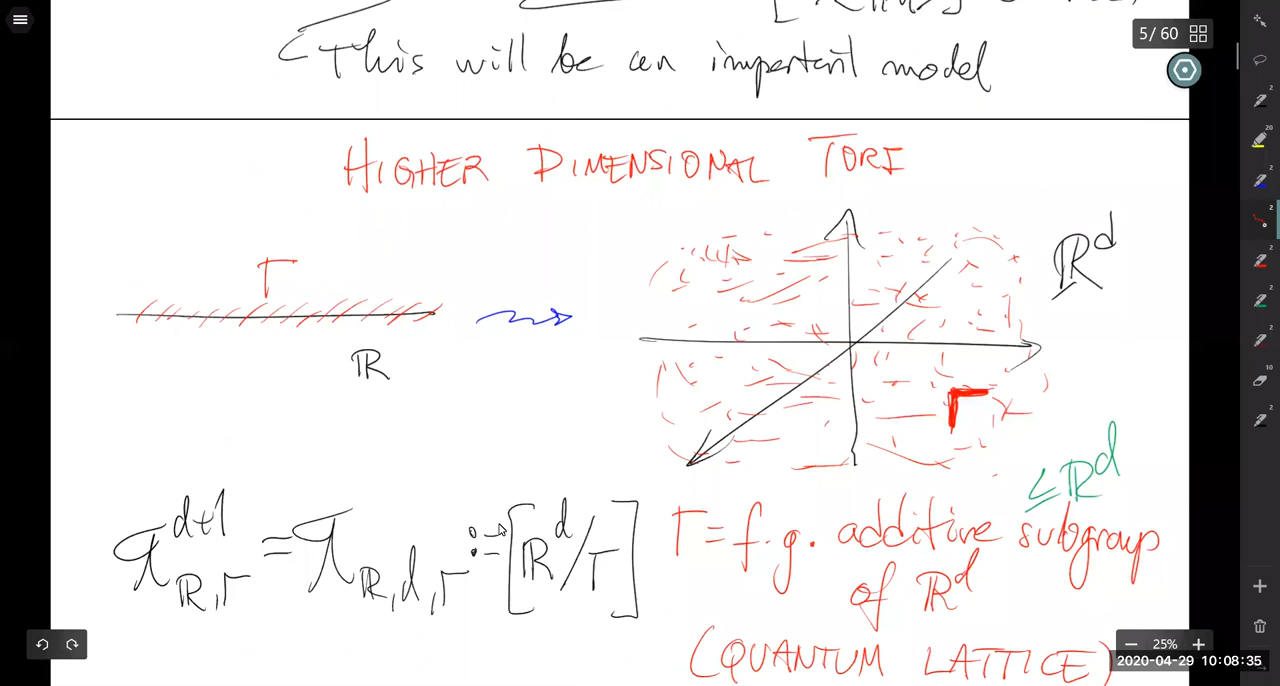 5/60
This will be an important model
HIGHER DIMENSIONAL TORI
Γ
ℝ
ℝ^d
Γ
≤ℝ^d
𝒯^{d+1}_{ℝ,Γ} = 𝒯_{ℝ,d,Γ} := [ℝ^d/Γ]
Γ = f.g. additive subgroup
of ℝ^d
(QUANTUM LATTICE)
25%
2020-04-29 10:08:35